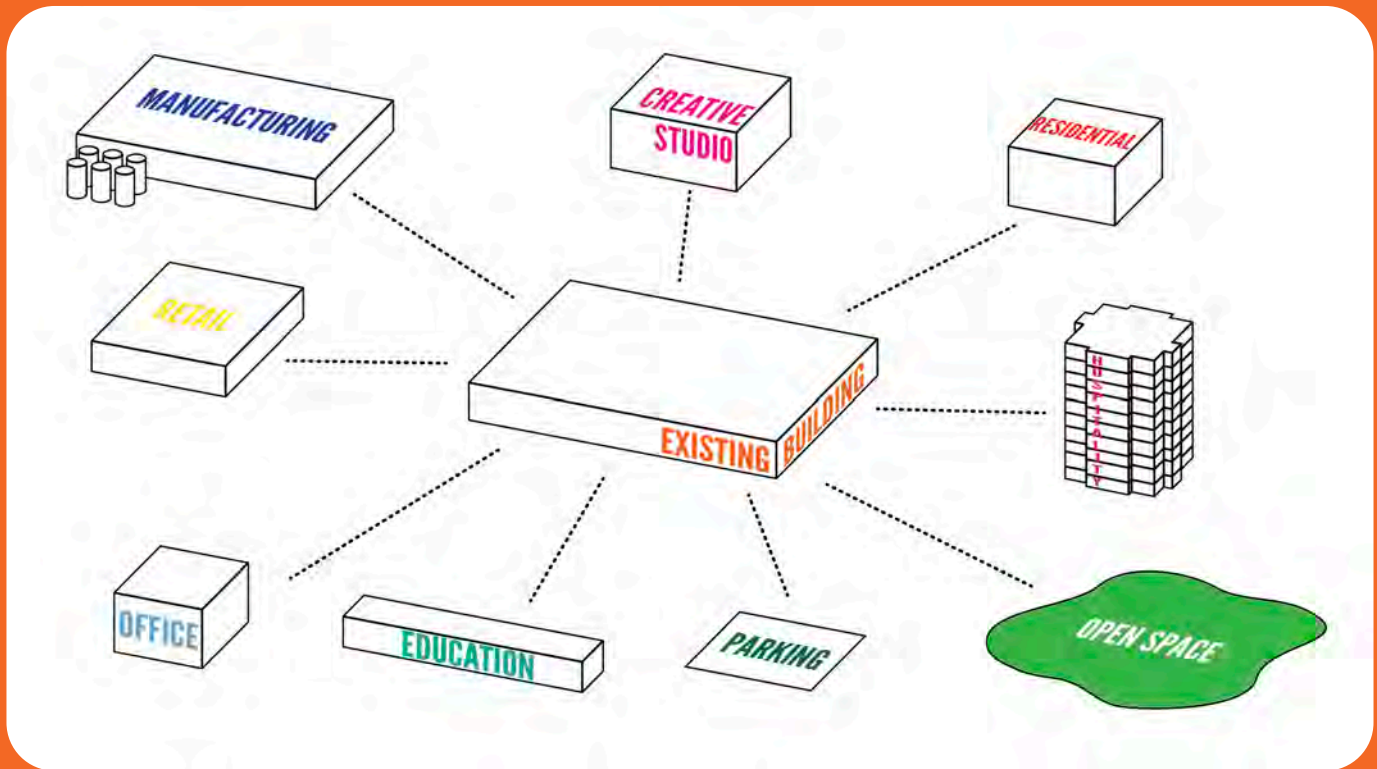 MANUFACTURING
CREATIVE
STUDIO
RESIDENTIAL
RETAIL
HOSPITALITY
EXISTING BUILDING
OFFICE
EDUCATION
PARKING
OPEN SPACE